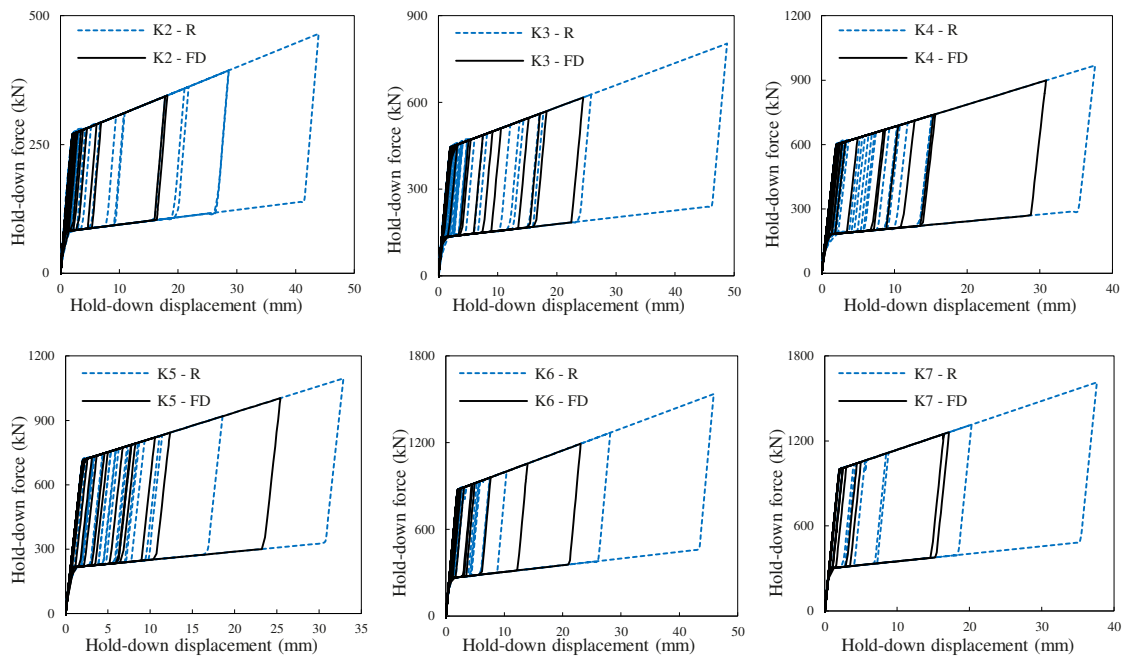 Hold-down force (kN)
500
250
0
K2 - R
K2 - FD
0 10 20 30 40 50
Hold-down displacement (mm)
Hold-down force (kN)
900
600
300
0
K3 - R
K3 - FD
0 10 20 30 40 50
Hold-down displacement (mm)
Hold-down force (kN)
1200
900
600
300
0
K4 - R
K4 - FD
0 10 20 30 40
Hold-down displacement (mm)
Hold-down force (kN)
1200
900
600
300
0
K5 - R
K5 - FD
0 5 10 15 20 25 30 35
Hold-down displacement (mm)
Hold-down force (kN)
1800
1200
600
0
K6 - R
K6 - FD
0 10 20 30 40 50
Hold-down displacement (mm)
Hold-down force (kN)
1800
1200
600
0
K7 - R
K7 - FD
0 10 20 30 40
Hold-down displacement (mm)